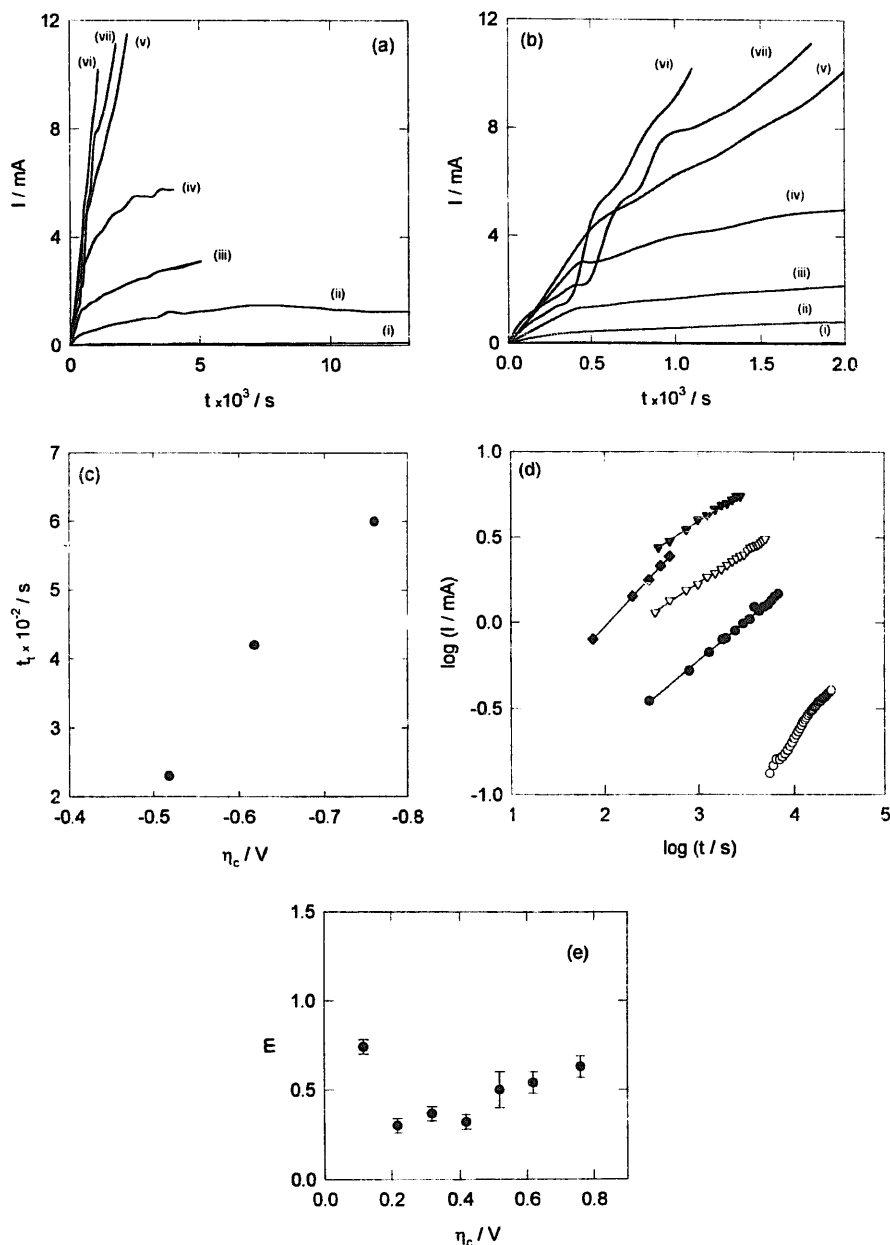 (a)
12
8
4
0
I / mA
(vi)
(vii)
(v)
(iv)
(iii)
(ii)
(i)
0
5
10
t x10³ / s
(b)
12
8
4
0
I / mA
(vi)
(vii)
(v)
(iv)
(iii)
(ii)
(i)
0.0
0.5
1.0
1.5
2.0
t x10³ / s
(c)
7
6
5
4
3
2
t_t x 10⁻² / s
-0.4
-0.5
-0.6
-0.7
-0.8
η_c / V
(d)
1.0
0.5
0.0
-0.5
-1.0
log (I / mA)
1
2
3
4
5
log (t / s)
(e)
1.5
1.0
0.5
0.0
m
0.0
0.2
0.4
0.6
0.8
η_c / V